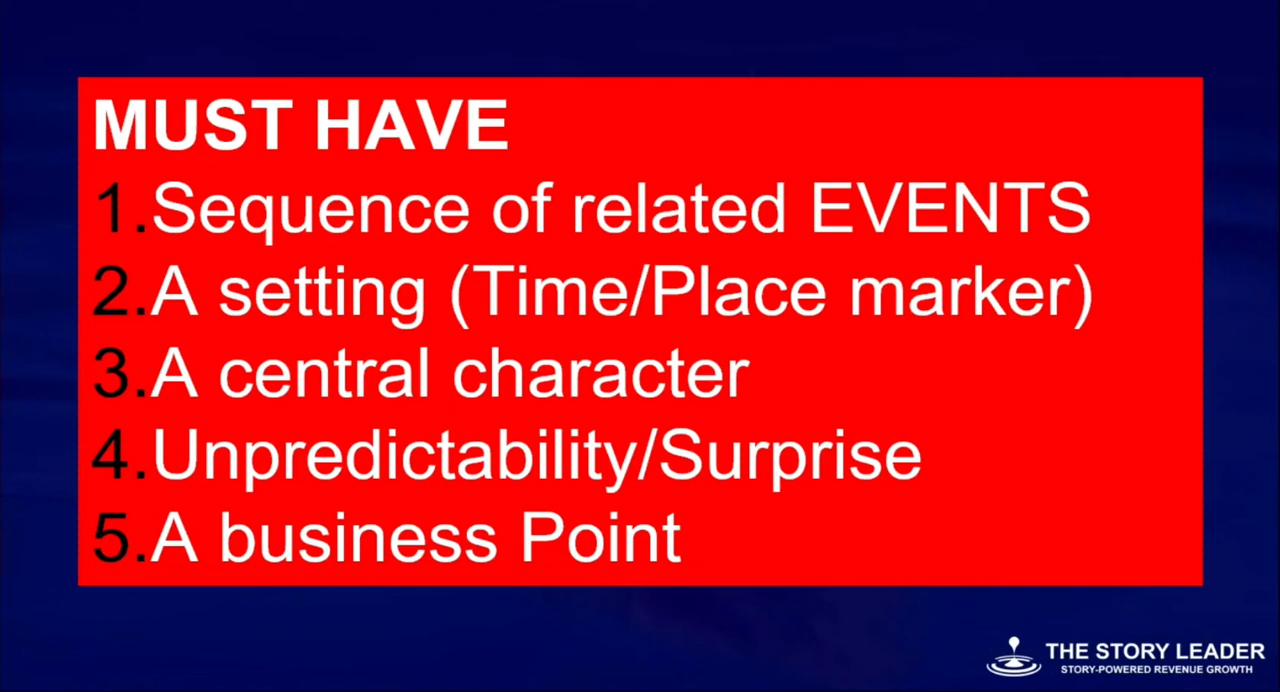 MUST HAVE
1.Sequence of related EVENTS
2.A setting (Time/Place marker)
3.A central character
4.Unpredictability/Surprise
5.A business Point
THE STORY LEADER
STORY-POWERED REVENUE GROWTH